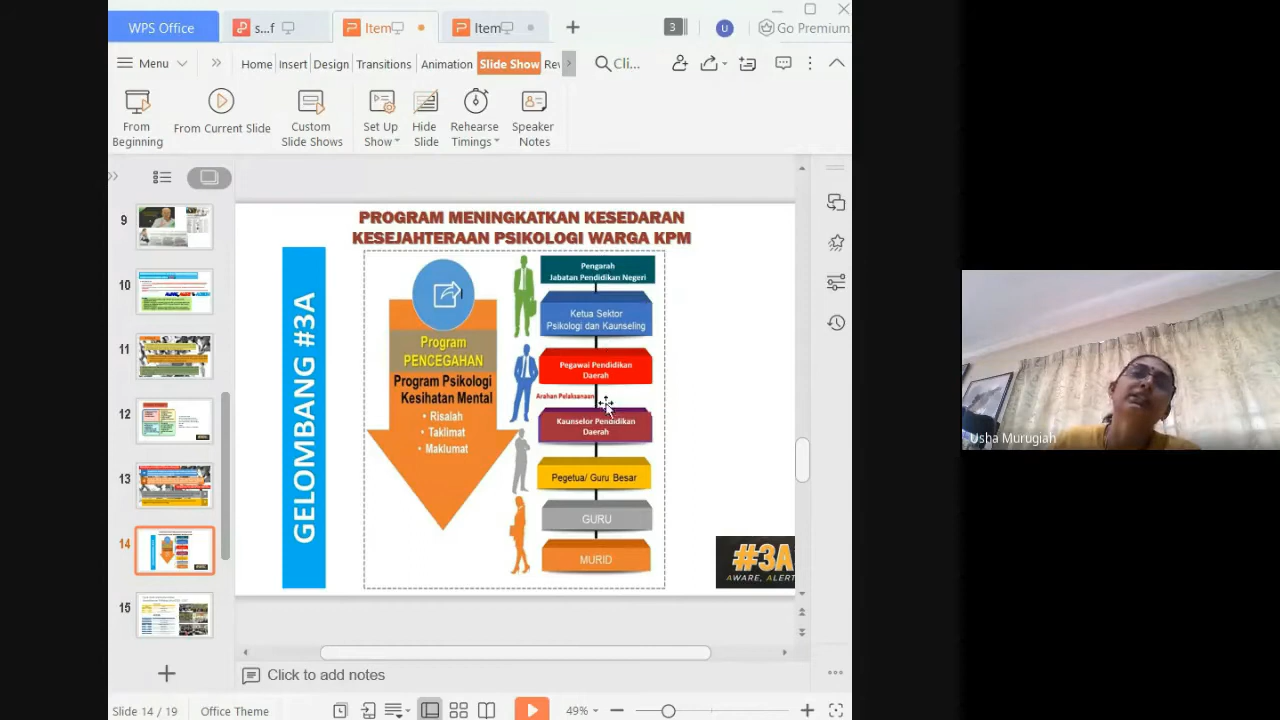 WPS Office
s...f
Item
Item
3
U
Go Premium
Menu
Home
Insert
Design
Transitions
Animation
Slide Show
Cli...
From
Beginning
From Current Slide
Custom
Slide Shows
Set Up
Show
Hide
Slide
Rehearse
Timings
Speaker
Notes
9
10
11
12
13
14
15
PROGRAM MENINGKATKAN KESEDARAN
KESEJAHTERAAN PSIKOLOGI WARGA KPM
GELOMBANG #3A
Program
PENCEGAHAN
Program Psikologi
Kesihatan Mental
• Risalah
• Taklimat
• Maklumat
Pengarah
Jabatan Pendidikan Negeri
Ketua Sektor
Psikologi dan Kaunseling
Pegawai Pendidikan
Daerah
Arahan Pelaksanaan
Kaunselor Pendidikan
Daerah
Pegetua/ Guru Besar
GURU
MURID
#3A
AWARE, ALERT
Usha Murugiah
Click to add notes
Slide 14 / 19
Office Theme
49%